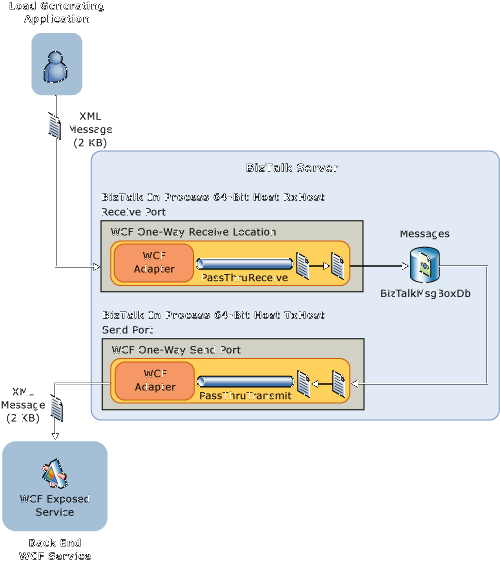 Load Generating
Application
XML
Message
(2 KB)
BizTalk Server
BizTalk In Process 64-Bit Host RxHost
Receive Port
WCF One-Way Receive Location
WCF
Adapter
PassThruReceive
Messages
BizTalkMsgBoxDb
BizTalk In Process 64-Bit Host TxHost
Send Port
WCF One-Way Send Port
WCF
Adapter
PassThruTransmit
XML
Message
(2 KB)
WCF Exposed
Service
Back End
WCF Service